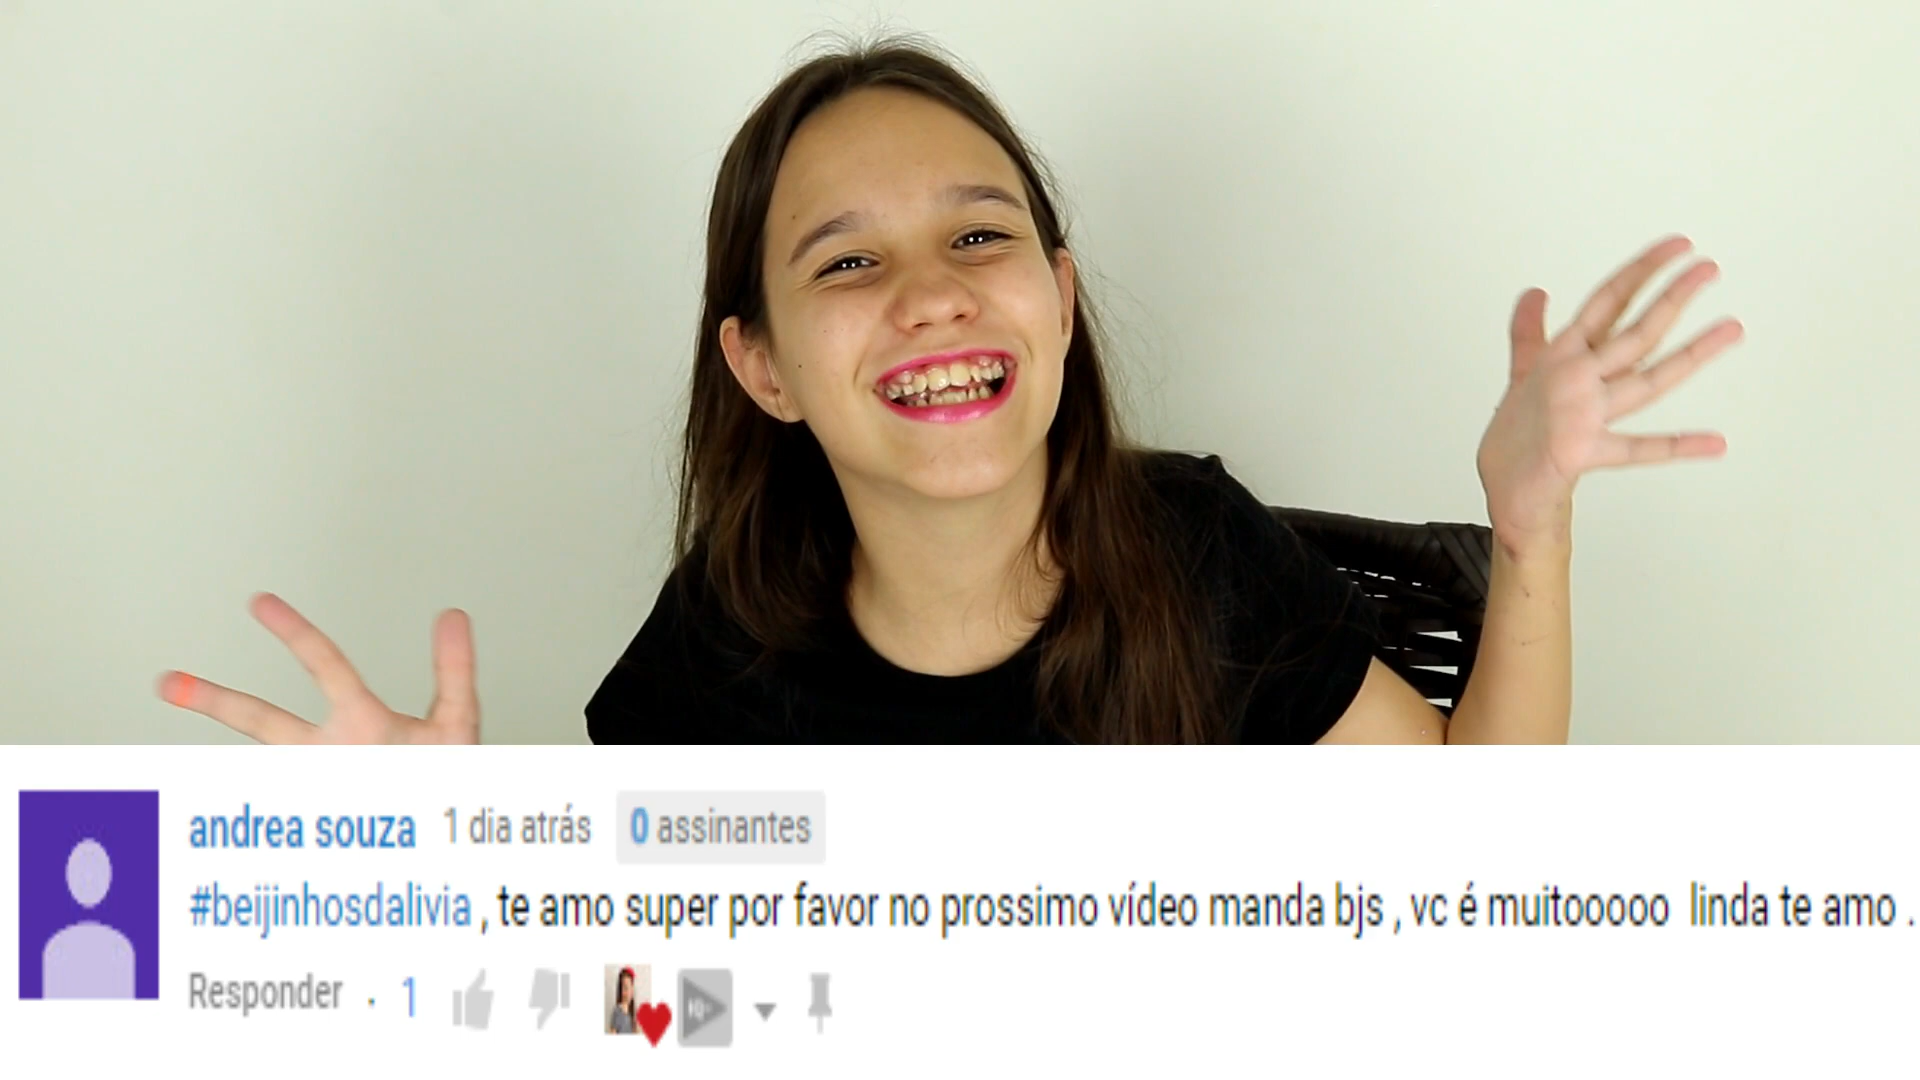 andrea souza 1 dia atrás 0 assinantes
#beijinhosdalivia , te amo super por favor no prossimo vídeo manda bjs , vc é muitooooo linda te amo .
Responder . 1